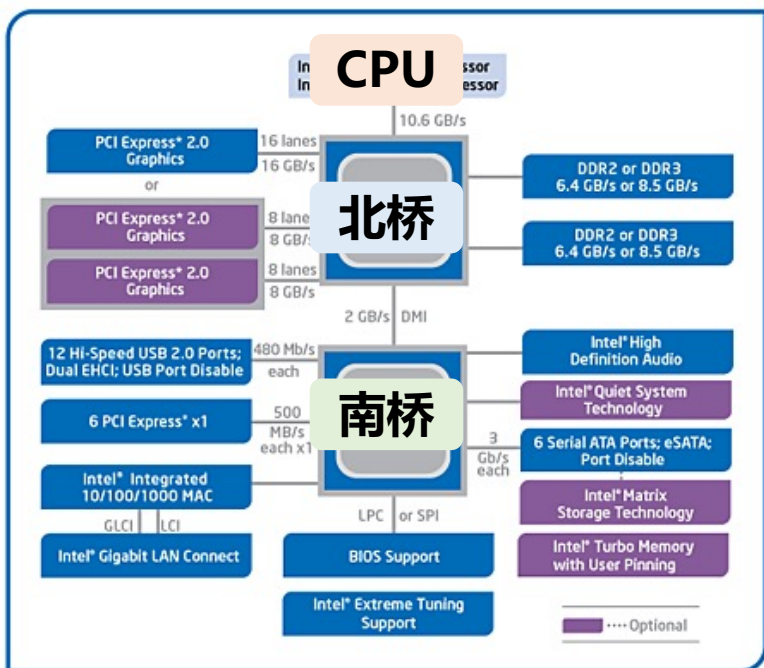 CPU
In
ssor
In
essor
10.6 GB/s
PCI Express* 2.0
Graphics
16 lanes
16 GB/s
or
PCI Express* 2.0
Graphics
8 lanes
8 GB/s
PCI Express* 2.0
Graphics
8 lanes
8 GB/s
北桥
DDR2 or DDR3
6.4 GB/s or 8.5 GB/s
DDR2 or DDR3
6.4 GB/s or 8.5 GB/s
2 GB/s DMI
12 Hi-Speed USB 2.0 Ports;
Dual EHCI; USB Port Disable
480 Mb/s
each
6 PCI Express* x1
500
MB/s
each x1
Intel® Integrated
10/100/1000 MAC
GLCI LCI
Intel® Gigabit LAN Connect
南桥
Intel® High
Definition Audio
Intel® Quiet System
Technology
3
Gb/s
each
6 Serial ATA Ports; eSATA;
Port Disable
Intel® Matrix
Storage Technology
Intel® Turbo Memory
with User Pinning
LPC or SPI
BIOS Support
Intel® Extreme Tuning
Support
Optional